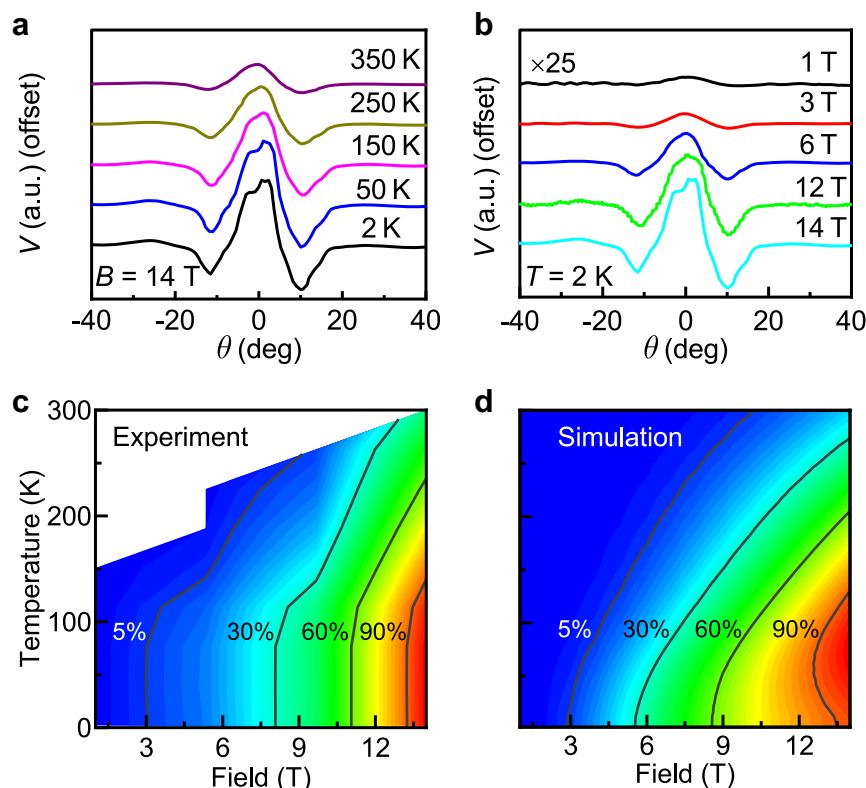 a
350 K
250 K
150 K
50 K
2 K
B = 14 T
V (a.u.) (offset)
-40 -20 0 20 40
θ (deg)
b
×25
1 T
3 T
6 T
12 T
14 T
T = 2 K
V (a.u.) (offset)
-40 -20 0 20 40
θ (deg)
c
Experiment
300
200
100
0
Temperature (K)
5% 30% 60% 90%
3 6 9 12
Field (T)
d
Simulation
5% 30% 60% 90%
3 6 9 12
Field (T)